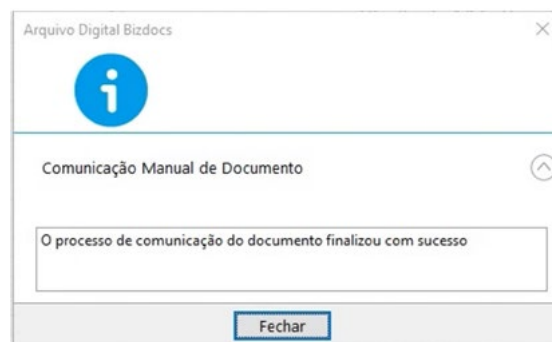 Arquivo Digital Bizdocs
Comunicação Manual de Documento
O processo de comunicação do documento finalizou com sucesso
Fechar